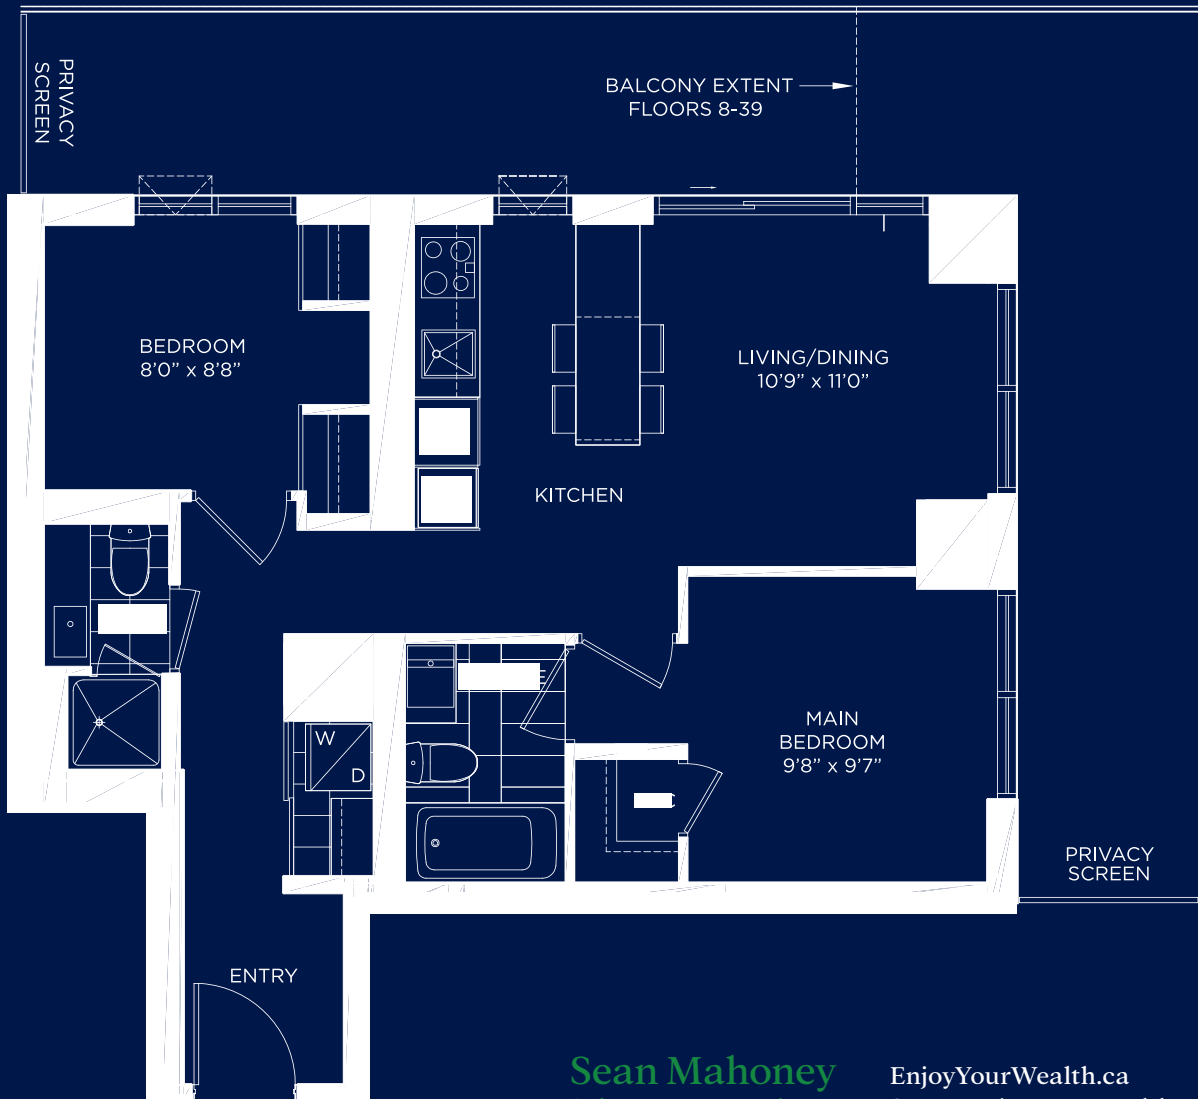 PRIVACY
SCREEN
BALCONY EXTENT
FLOORS 8-39
BEDROOM
8’0” x 8’8”
LIVING/DINING
10’9” x 11’0”
KITCHEN
W
D
MAIN
BEDROOM
9’8” x 9’7”
PRIVACY
SCREEN
ENTRY
Sean Mahoney
EnjoyYourWealth.ca